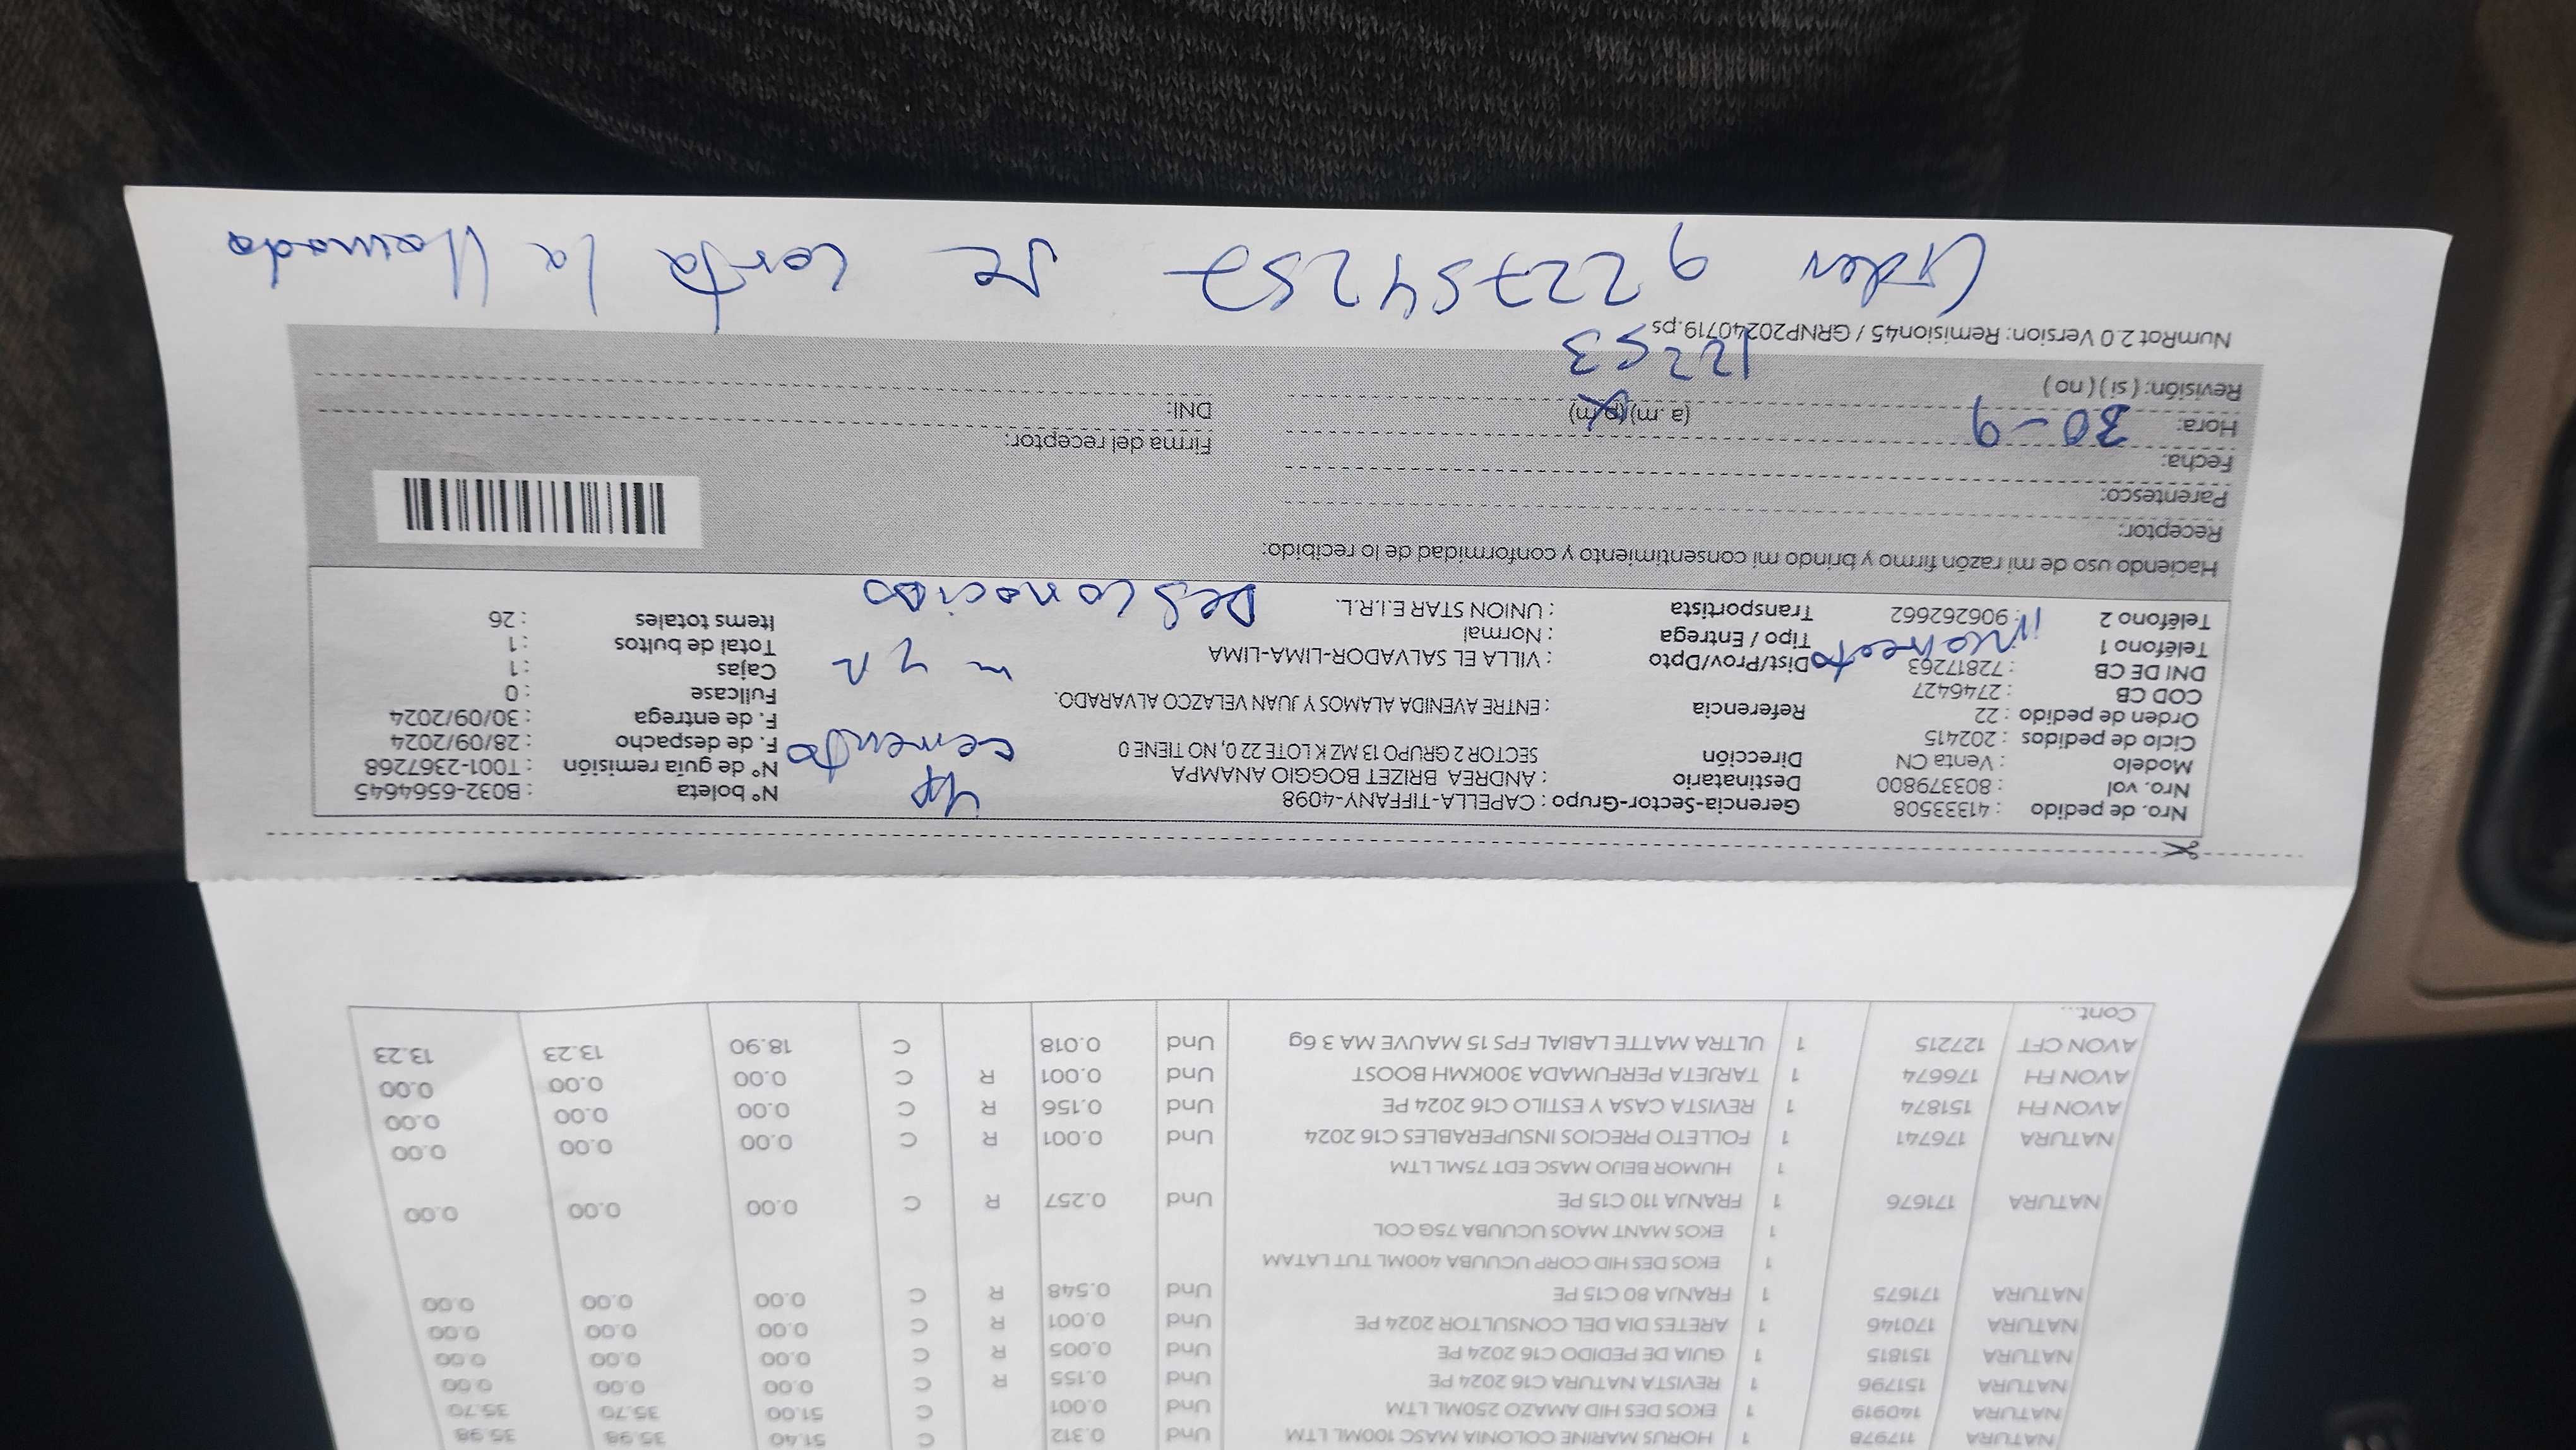 NATURA 117978 1 HORUS MARINE COLONIA MASC 100ML LTM Und 0.312 C 51.40 35.98 35.98
NATURA 140919 1 EKOS DES HID AMAZO 250ML LTM Und 0.001 C 51.00 35.70 35.70
NATURA 151796 1 REVISTA NATURA C16 2024 PE Und 0.155 R C 0.00 0.00 0.00
NATURA 151815 1 GUIA DE PEDIDO C16 2024 PE Und 0.005 R C 0.00 0.00 0.00
NATURA 170146 1 ARETES DIA DEL CONSULTOR 2024 PE Und 0.001 R C 0.00 0.00 0.00
NATURA 171675 1 FRANJA 80 C15 PE Und 0.548 R C 0.00 0.00 0.00
1 EKOS DES HID CORP UCUUBA 400ML TUT LATAM
1 EKOS MANT MAOS UCUUBA 75G COL
NATURA 171676 1 FRANJA 110 C15 PE Und 0.257 R C 0.00 0.00 0.00
1 HUMOR BEIJO MASC EDT 75ML LTM
NATURA 176741 1 FOLLETO PRECIOS INSUPERABLES C16 2024 Und 0.001 R C 0.00 0.00 0.00
AVON FH 151874 1 REVISTA CASA Y ESTILO C16 2024 PE Und 0.156 R C 0.00 0.00 0.00
AVON FH 176674 1 TARJETA PERFUMADA 300KMH BOOST Und 0.001 R C 0.00 0.00 0.00
AVON CFT 127215 1 ULTRA MATTE LABIAL FPS 15 MAUVE MA 3 6g Und 0.018 C 18.90 13.23 13.23
Cont...
Nro. de pedido : 41333508 Gerencia-Sector-Grupo : CAPELLA-TIFFANY-4098 N° boleta : B032-6564645
Nro. vol : 803379800 Destinatario : ANDREA BRIZET BOGGIO ANAMPA 4p N° de guía remisión : T001-2367268
Modelo : Venta CN Dirección SECTOR 2 GRUPO 13 MZ K LOTE 22 0, NO TIENE 0 cemento F. de despacho : 28/09/2024
Ciclo de pedidos : 202415 F. de entrega : 30/09/2024
Orden de pedido : 22 Referencia : ENTRE AVENIDA ALAMOS Y JUAN VELAZCO ALVARADO. Fullcase : 0
COD CB : 2746427 Cajas : 1
DNI DE CB : 72817263 Dist/Prov/Dpto : VILLA EL SALVADOR-LIMA-LIMA Total de bultos : 1
Teléfono 1 incorrecto Tipo / Entrega : Normal Items totales : 26
Teléfono 2 : 906262662 Transportista : UNION STAR E.I.R.L. DESConociDo
Haciendo uso de mi razón firmo y brindo mi consentimiento y conformidad de lo recibido:
Receptor:
Parentesco:
Fecha: 30-9
Hora: (a. m) (p. m) Firma del receptor:
Revisión: ( si ) ( no ) 1253 DNI:
NumRot 2.0 Version: Remision45 / GRNP20240719.ps
922754257 se corta la llamada